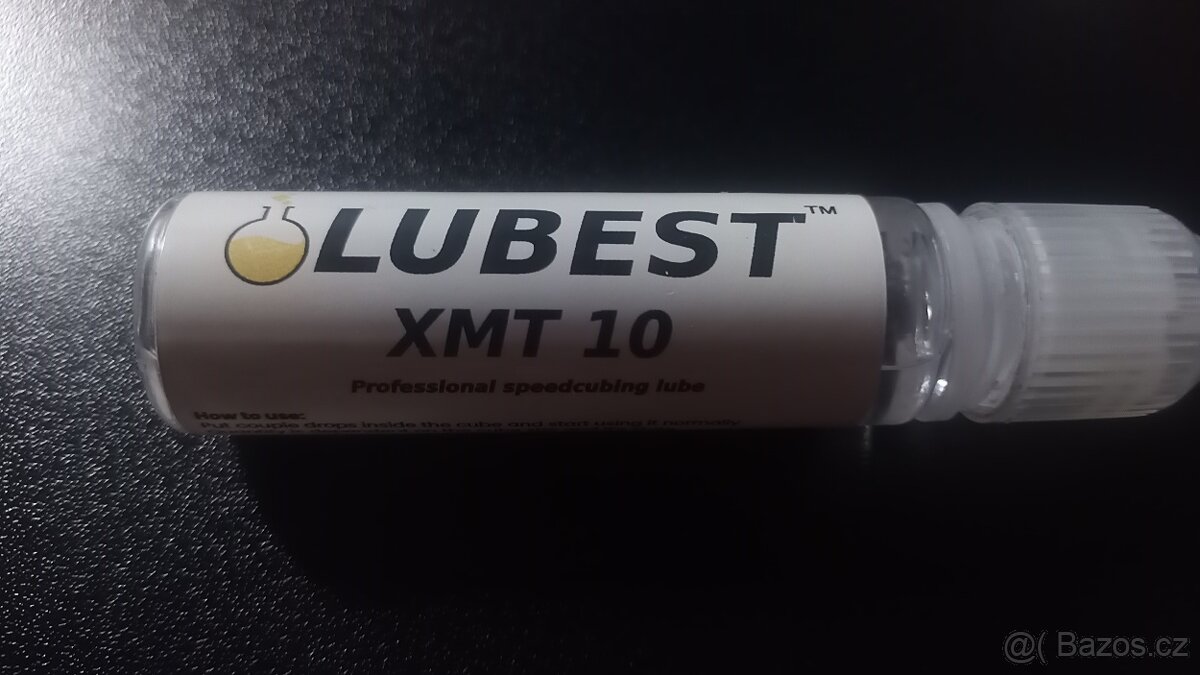 LUBEST™
XMT 10
Professional speedcubing lube
How to use:
Put couple drops inside the cube and start using it normally
@( Bazos.cz